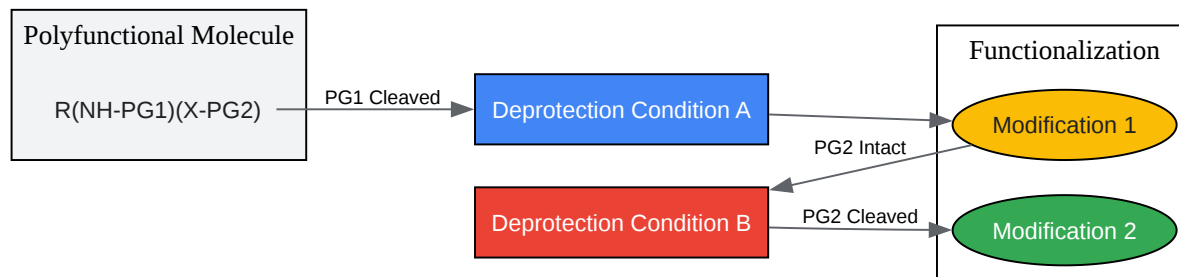 Polyfunctional Molecule
R(NH-PG1)(X-PG2)
PG1 Cleaved
Deprotection Condition A
Functionalization
Modification 1
PG2 Intact
Deprotection Condition B
PG2 Cleaved
Modification 2